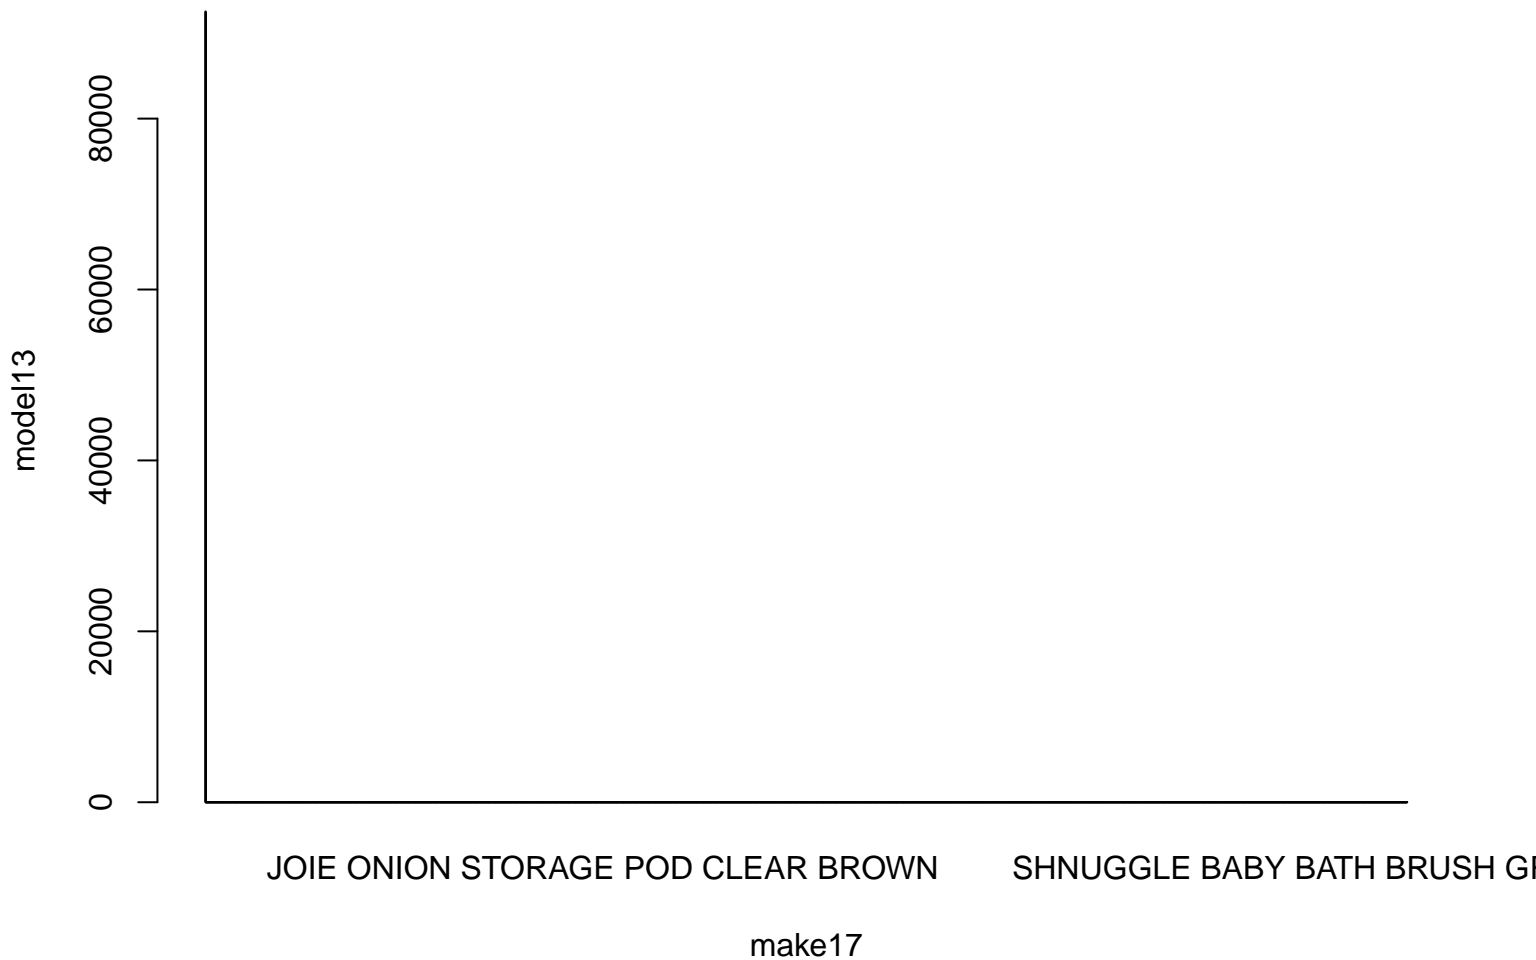 80000
60000
40000
20000
0
model13
JOIE ONION STORAGE POD CLEAR BROWN
SHNUGGLE BABY BATH BRUSH
make17